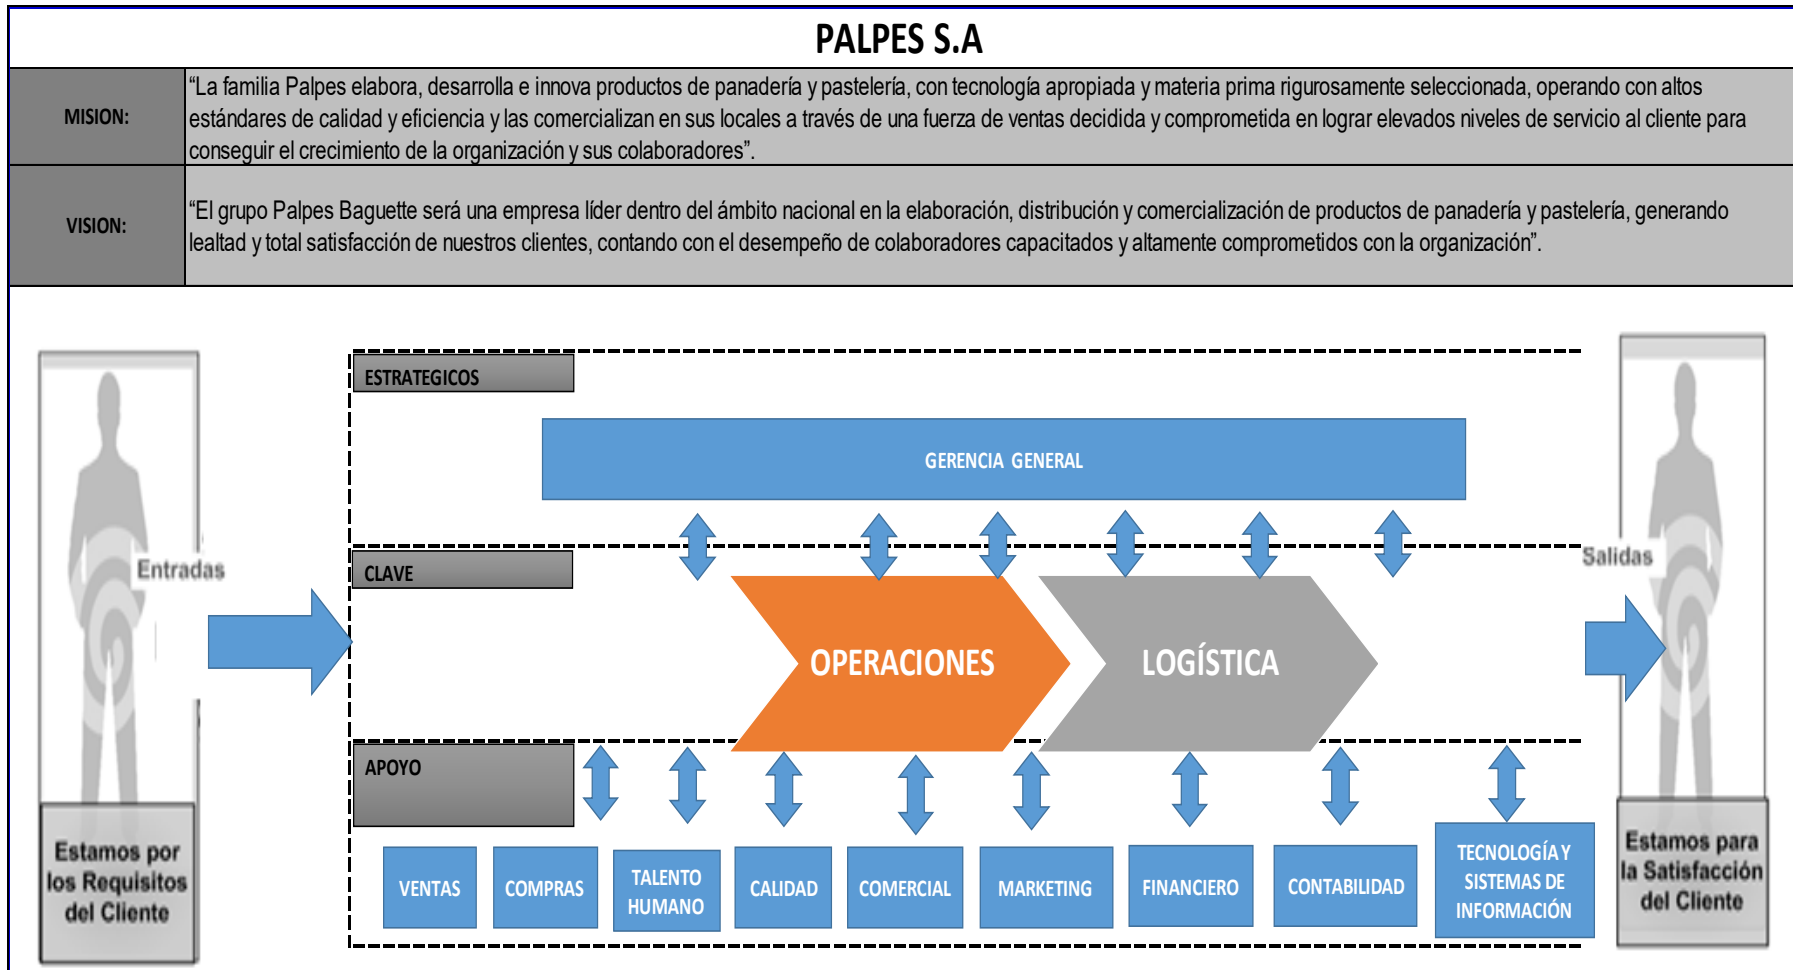 PALPES S.A
MISION:
“La familia Palpes elabora, desarrolla e innova productos de panadería y pastelería, con tecnología apropiada y materia prima rigurosamente seleccionada, operando con altos
estándares de calidad y eficiencia y las comercializan en sus locales a través de una fuerza de ventas decidida y comprometida en lograr elevados niveles de servicio al cliente para
conseguir el crecimiento de la organización y sus colaboradores”.
VISION:
“El grupo Palpes Baguette será una empresa líder dentro del ámbito nacional en la elaboración, distribución y comercialización de productos de panadería y pastelería, generando
lealtad y total satisfacción de nuestros clientes, contando con el desempeño de colaboradores capacitados y altamente comprometidos con la organización”.
ESTRATEGICOS
GERENCIA GENERAL
Entradas
CLAVE
Salidas
OPERACIONES
LOGÍSTICA
APOYO
Estamos por
los Requisitos
del Cliente
VENTAS
COMPRAS
TALENTO
HUMANO
CALIDAD
COMERCIAL
MARKETING
FINANCIERO
CONTABILIDAD
TECNOLOGÍA Y
SISTEMAS DE
INFORMACIÓN
Estamos para
la Satisfacción
del Cliente